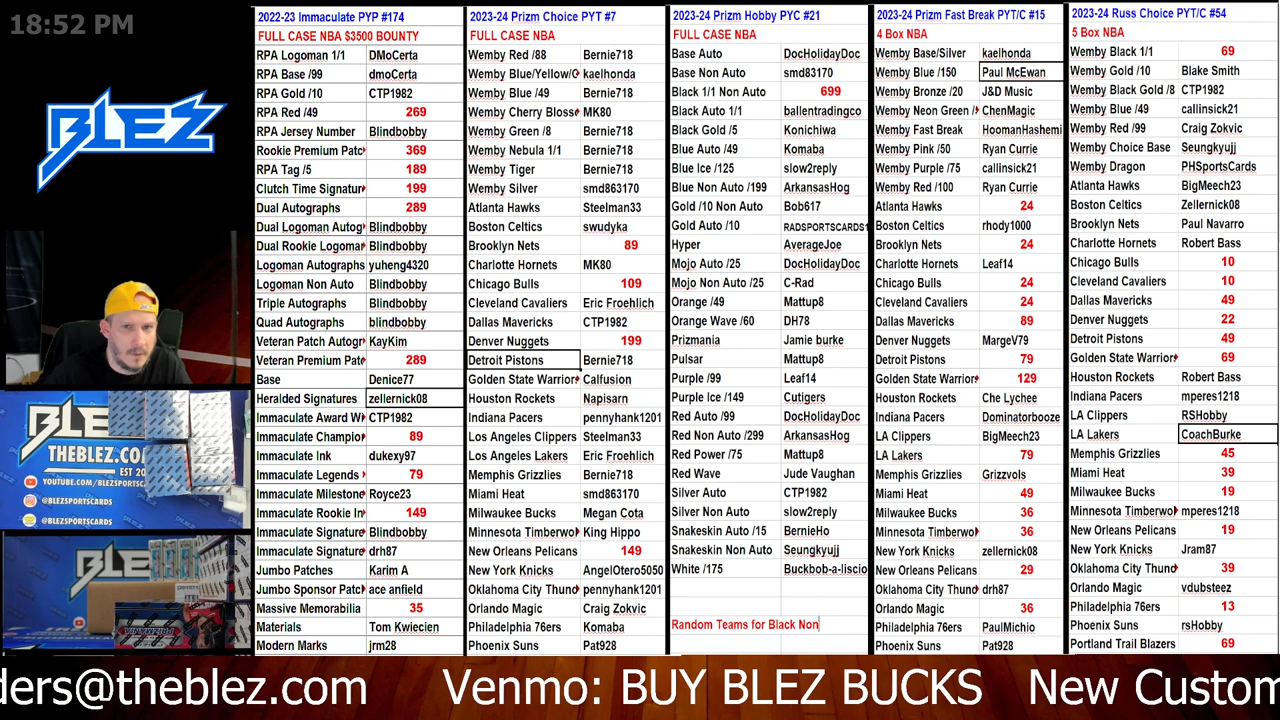 18:52 PM
BLEZ
BLEZ
THEBLEZ.CO
EST 20
YOUTUBE.COM/BLEZSPORTSCARDS
@BLEZSPORTSCARDS
@BLEZSPORTSCARDS
2022-23 Immaculate PYP #174
FULL CASE NBA $3500 BOUNTY
RPA Logoman 1/1 DMoCerta
RPA Base /99 dmoCerta
RPA Gold /10 CTP1982
RPA Red /49 269
RPA Jersey Number Blindbobby
Rookie Premium Patc 369
RPA Tag /5 189
Clutch Time Signatur 199
Dual Autographs 289
Dual Logoman Autog Blindbobby
Dual Rookie Logomar Blindbobby
Logoman Autographs yuheng4320
Logoman Non Auto Blindbobby
Triple Autographs Blindbobby
Quad Autographs blindbobby
Veteran Patch Autogr KayKim
Veteran Premium Pat 289
Base Denice77
Heralded Signatures zellernick08
Immaculate Award W CTP1982
Immaculate Champio 89
Immaculate Ink dukexy97
Immaculate Legends 79
Immaculate Mileston Royce23
Immaculate Rookie In 149
Immaculate Signatur Blindbobby
Immaculate Signatur drh87
Jumbo Patches Karim A
Jumbo Sponsor Patc ace anfield
Massive Memorabilia 35
Materials Tom Kwiecien
Modern Marks jrm28
2023-24 Prizm Choice PYT #7
FULL CASE NBA
Wemby Red /88 Bernie718
Wemby Blue/Yellow/G kaelhonda
Wemby Blue /49 Bernie718
Wemby Cherry Bloss MK80
Wemby Green /8 Bernie718
Wemby Nebula 1/1 Bernie718
Wemby Tiger Bernie718
Wemby Silver smd863170
Atlanta Hawks Steelman33
Boston Celtics swudyka
Brooklyn Nets 89
Charlotte Hornets MK80
Chicago Bulls 109
Cleveland Cavaliers Eric Froehlich
Dallas Mavericks CTP1982
Denver Nuggets 199
Detroit Pistons Bernie718
Golden State Warrior Calfusion
Houston Rockets Napisarn
Indiana Pacers pennyhank1201
Los Angeles Clippers Steelman33
Los Angeles Lakers Eric Froehlich
Memphis Grizzlies Bernie718
Miami Heat smd863170
Milwaukee Bucks Megan Cota
Minnesota Timberwo King Hippo
New Orleans Pelicans 149
New York Knicks AngelOtero5050
Oklahoma City Thun pennyhank1201
Orlando Magic Craig Zokvic
Philadelphia 76ers Komaba
Phoenix Suns Pat928
2023-24 Prizm Hobby PYC #21
FULL CASE NBA
Base Auto DocHolidayDoc
Base Non Auto smd83170
Black 1/1 Non Auto 699
Black Auto 1/1 ballentradingco
Black Gold /5 Konichiwa
Blue Auto /49 Komaba
Blue Ice /125 slow2reply
Blue Non Auto /199 ArkansasHog
Gold /10 Non Auto Bob617
Gold Auto /10 RADSPORTSCARDS1
Hyper AverageJoe
Mojo Auto /25 DocHolidayDoc
Mojo Non Auto /25 C-Rad
Orange /49 Mattup8
Orange Wave /60 DH78
Prizmania Jamie burke
Pulsar Mattup8
Purple /99 Leaf14
Purple Ice /149 Cutigers
Red Auto /99 DocHolidayDoc
Red Non Auto /299 ArkansasHog
Red Power /75 Mattup8
Red Wave Jude Vaughan
Silver Auto CTP1982
Silver Non Auto slow2reply
Snakeskin Auto /15 BernieHo
Snakeskin Non Auto Seungkyujj
White /175 Buckbob-a-liscio
Random Teams for Black Non
2023-24 Prizm Fast Break PYT/C #15
4 Box NBA
Wemby Base/Silver kaelhonda
Wemby Blue /150 Paul McEwan
Wemby Bronze /20 J&D Music
Wemby Neon Green / ChenMagic
Wemby Fast Break HoomanHashemi
Wemby Pink /50 Ryan Currie
Wemby Purple /75 callinsick21
Wemby Red /100 Ryan Currie
Atlanta Hawks 24
Boston Celtics rhody1000
Brooklyn Nets 24
Charlotte Hornets Leaf14
Chicago Bulls 24
Cleveland Cavaliers 24
Dallas Mavericks 89
Denver Nuggets MargeV79
Detroit Pistons 79
Golden State Warrior 129
Houston Rockets Che Lychee
Indiana Pacers Dominatorbooze
LA Clippers BigMeech23
LA Lakers 79
Memphis Grizzlies Grizzvols
Miami Heat 49
Milwaukee Bucks 36
Minnesota Timberwo 36
New York Knicks zellernick08
New Orleans Pelicans 29
Oklahoma City Thun drh87
Orlando Magic 36
Philadelphia 76ers PaulMichio
Phoenix Suns Pat928
2023-24 Russ Choice PYT/C #54
5 Box NBA
Wemby Black 1/1 69
Wemby Gold /10 Blake Smith
Wemby Black Gold /8 CTP1982
Wemby Blue /49 callinsick21
Wemby Red /99 Craig Zokvic
Wemby Choice Base Seungkyujj
Wemby Dragon PHSportsCards
Atlanta Hawks BigMeech23
Boston Celtics Zellernick08
Brooklyn Nets Paul Navarro
Charlotte Hornets Robert Bass
Chicago Bulls 10
Cleveland Cavaliers 10
Dallas Mavericks 49
Denver Nuggets 22
Detroit Pistons 49
Golden State Warrior 69
Houston Rockets Robert Bass
Indiana Pacers mperes1218
LA Clippers RSHobby
LA Lakers CoachBurke
Memphis Grizzlies 45
Miami Heat 39
Milwaukee Bucks 19
Minnesota Timberwo mperes1218
New Orleans Pelicans 19
New York Knicks Jram87
Oklahoma City Thund 39
Orlando Magic vdubsteez
Philadelphia 76ers 13
Phoenix Suns rsHobby
Portland Trail Blazers 69
ders@theblez.com Venmo: BUY BLEZ BUCKS New Custom